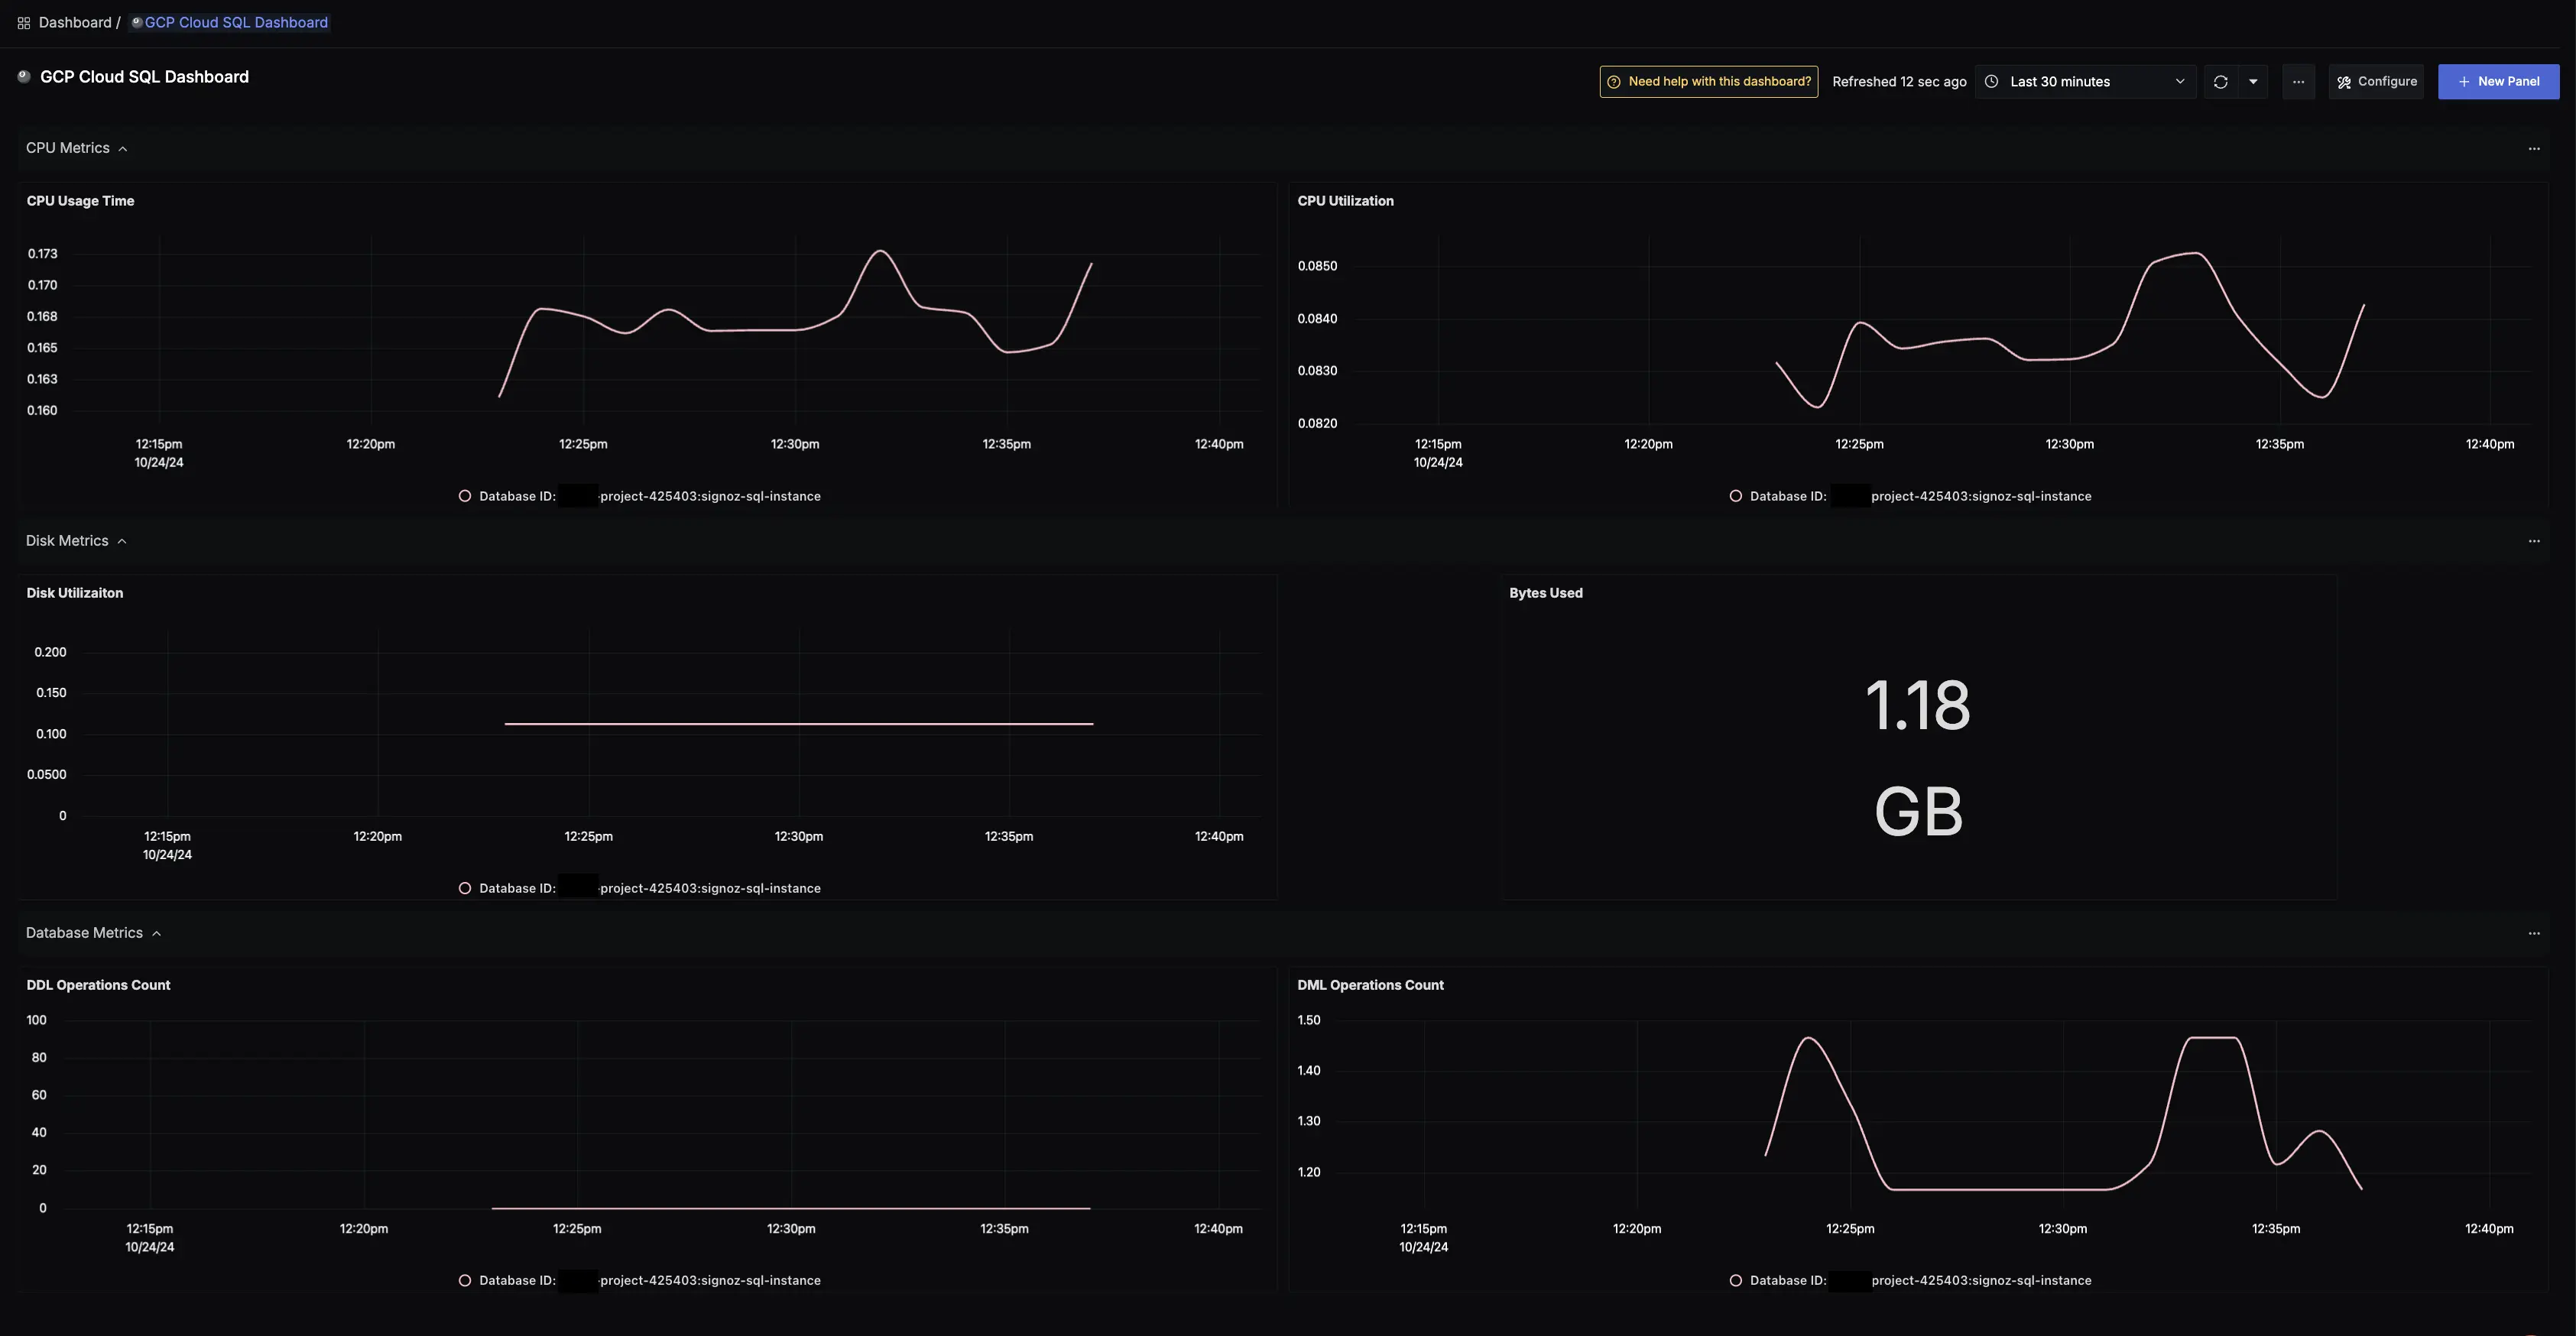 Dashboard / GCP Cloud SQL Dashboard
GCP Cloud SQL Dashboard
Need help with this dashboard? Refreshed 12 sec ago Last 30 minutes Configure New Panel
CPU Metrics
CPU Usage Time
0.173
0.170
0.168
0.165
0.163
0.160
12:15pm 12:20pm 12:25pm 12:30pm 12:35pm 12:40pm
10/24/24
Database ID: -project-425403:signoz-sql-instance
CPU Utilization
0.0850
0.0840
0.0830
0.0820
12:15pm 12:20pm 12:25pm 12:30pm 12:35pm 12:40pm
10/24/24
Database ID: project-425403:signoz-sql-instance
Disk Metrics
Disk Utilizaiton
0.200
0.150
0.100
0.0500
0
12:15pm 12:20pm 12:25pm 12:30pm 12:35pm 12:40pm
10/24/24
Database ID: -project-425403:signoz-sql-instance
Bytes Used
1.18
GB
Database Metrics
DDL Operations Count
100
80
60
40
20
0
12:15pm 12:20pm 12:25pm 12:30pm 12:35pm 12:40pm
10/24/24
Database ID: -project-425403:signoz-sql-instance
DML Operations Count
1.50
1.40
1.30
1.20
12:15pm 12:20pm 12:25pm 12:30pm 12:35pm 12:40pm
10/24/24
Database ID: project-425403:signoz-sql-instance